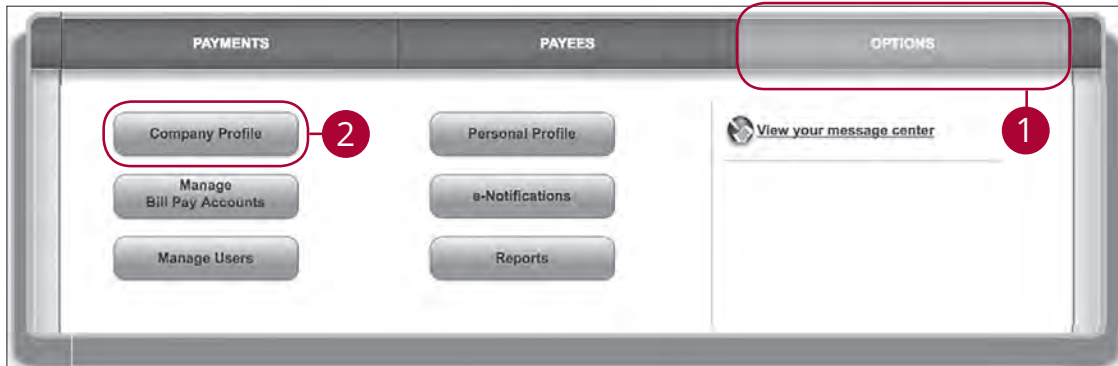 PAYMENTS
PAYEES
OPTIONS
1
Company Profile
2
Personal Profile
View your message center
Manage
Bill Pay Accounts
e-Notifications
Manage Users
Reports